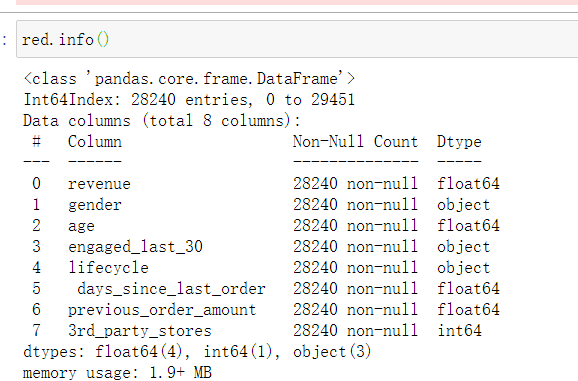 : red.info()
<class 'pandas.core.frame.DataFrame'>
Int64Index: 28240 entries, 0 to 29451
Data columns (total 8 columns):
 #   Column                 Non-Null Count  Dtype
---  ------                 --------------  -----
 0   revenue                28240 non-null  float64
 1   gender                 28240 non-null  object
 2   age                    28240 non-null  float64
 3   engaged_last_30        28240 non-null  object
 4   lifecycle              28240 non-null  object
 5    days_since_last_order  28240 non-null  float64
 6   previous_order_amount  28240 non-null  float64
 7   3rd_party_stores       28240 non-null  int64
dtypes: float64(4), int64(1), object(3)
memory usage: 1.9+ MB